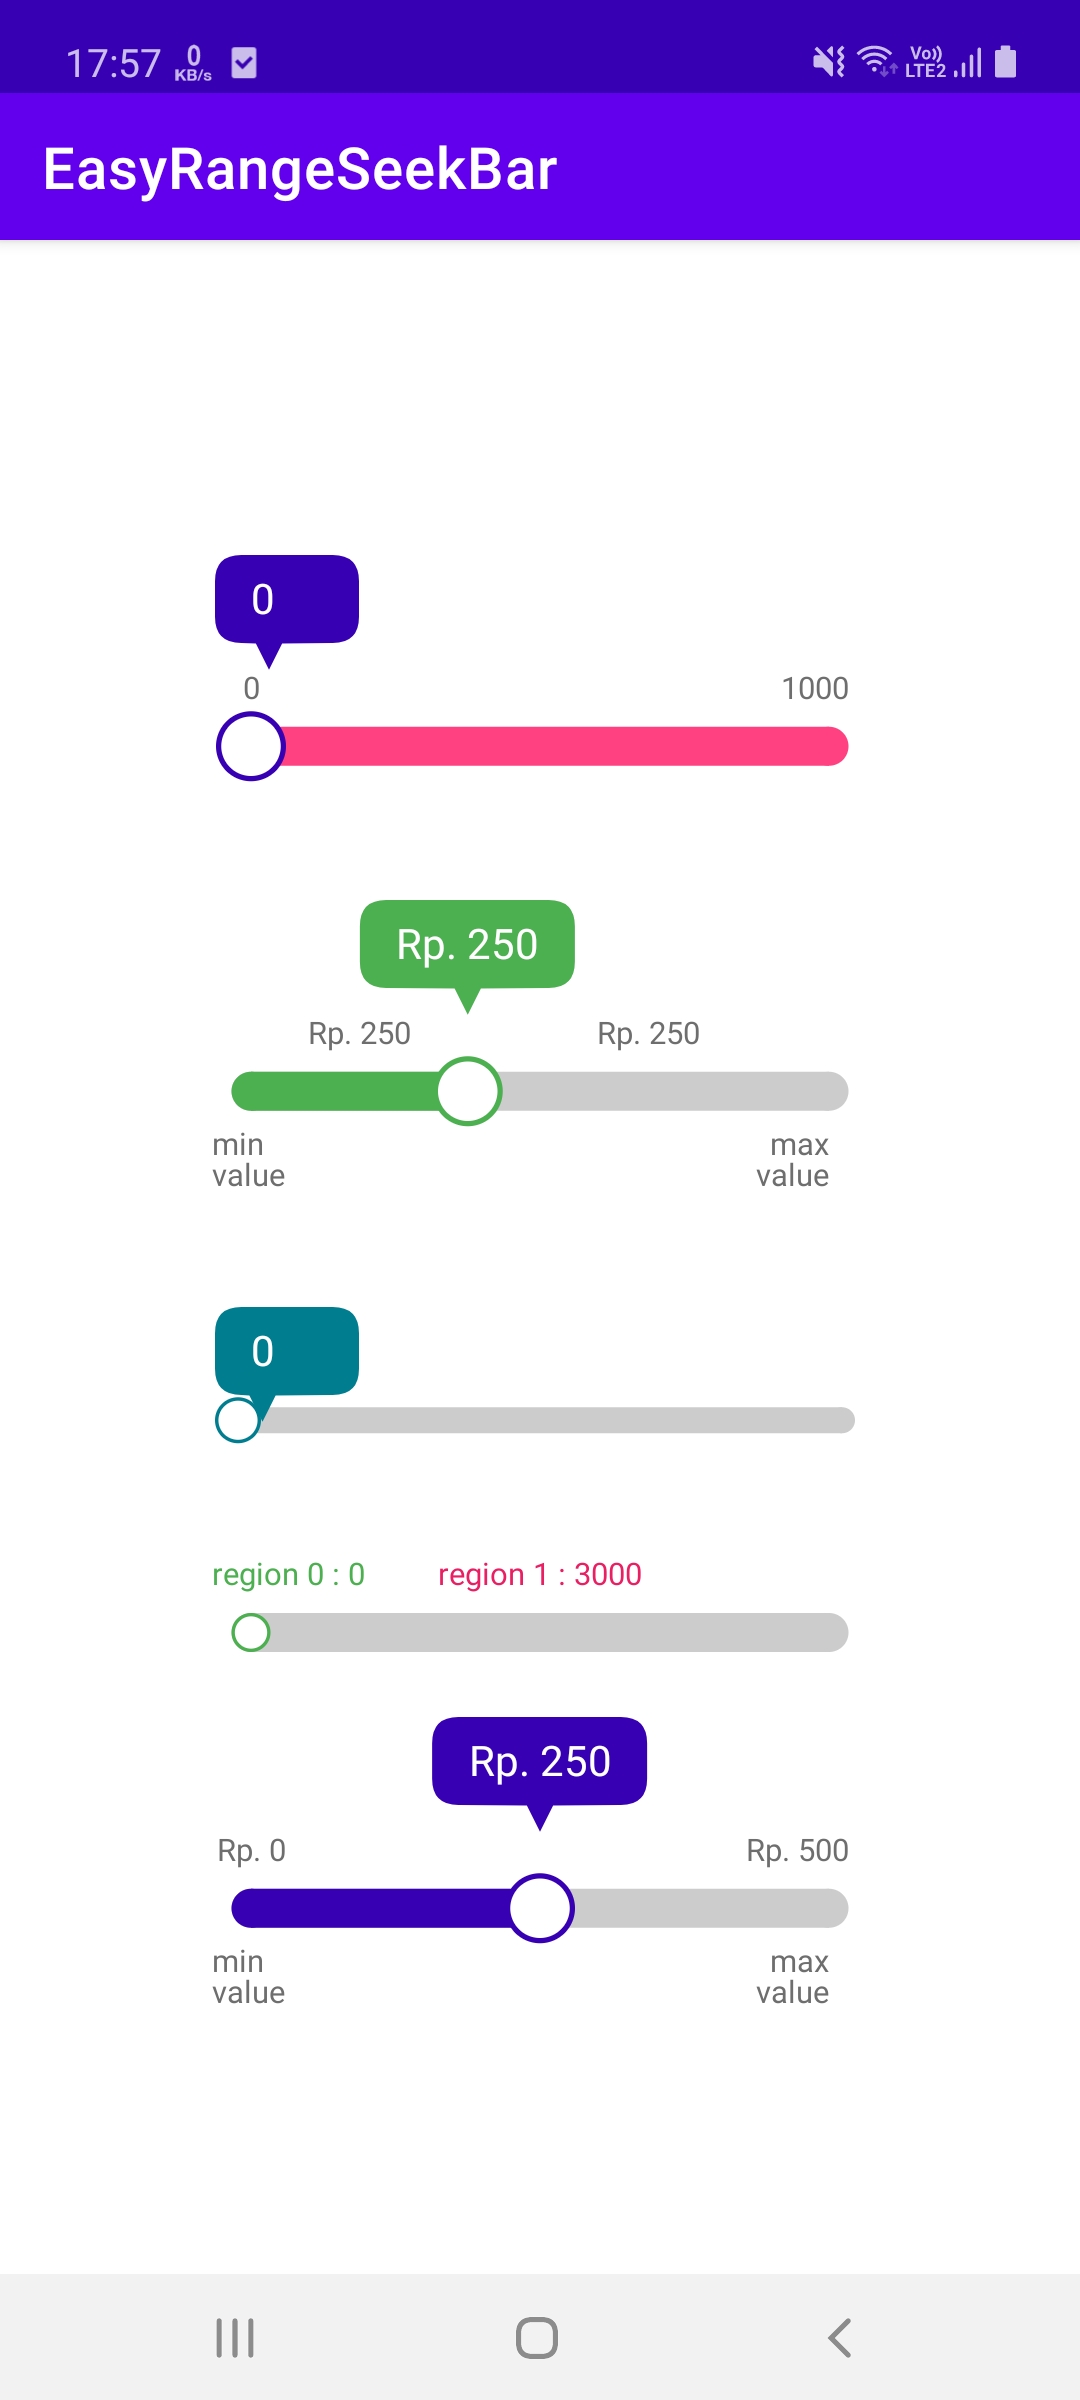 17:57 0 KB/s Vo)) LTE2
EasyRangeSeekBar
0
0 1000
Rp. 250
Rp. 250 Rp. 250
min max
value value
0
region 0 : 0 region 1 : 3000
Rp. 250
Rp. 0 Rp. 500
min max
value value